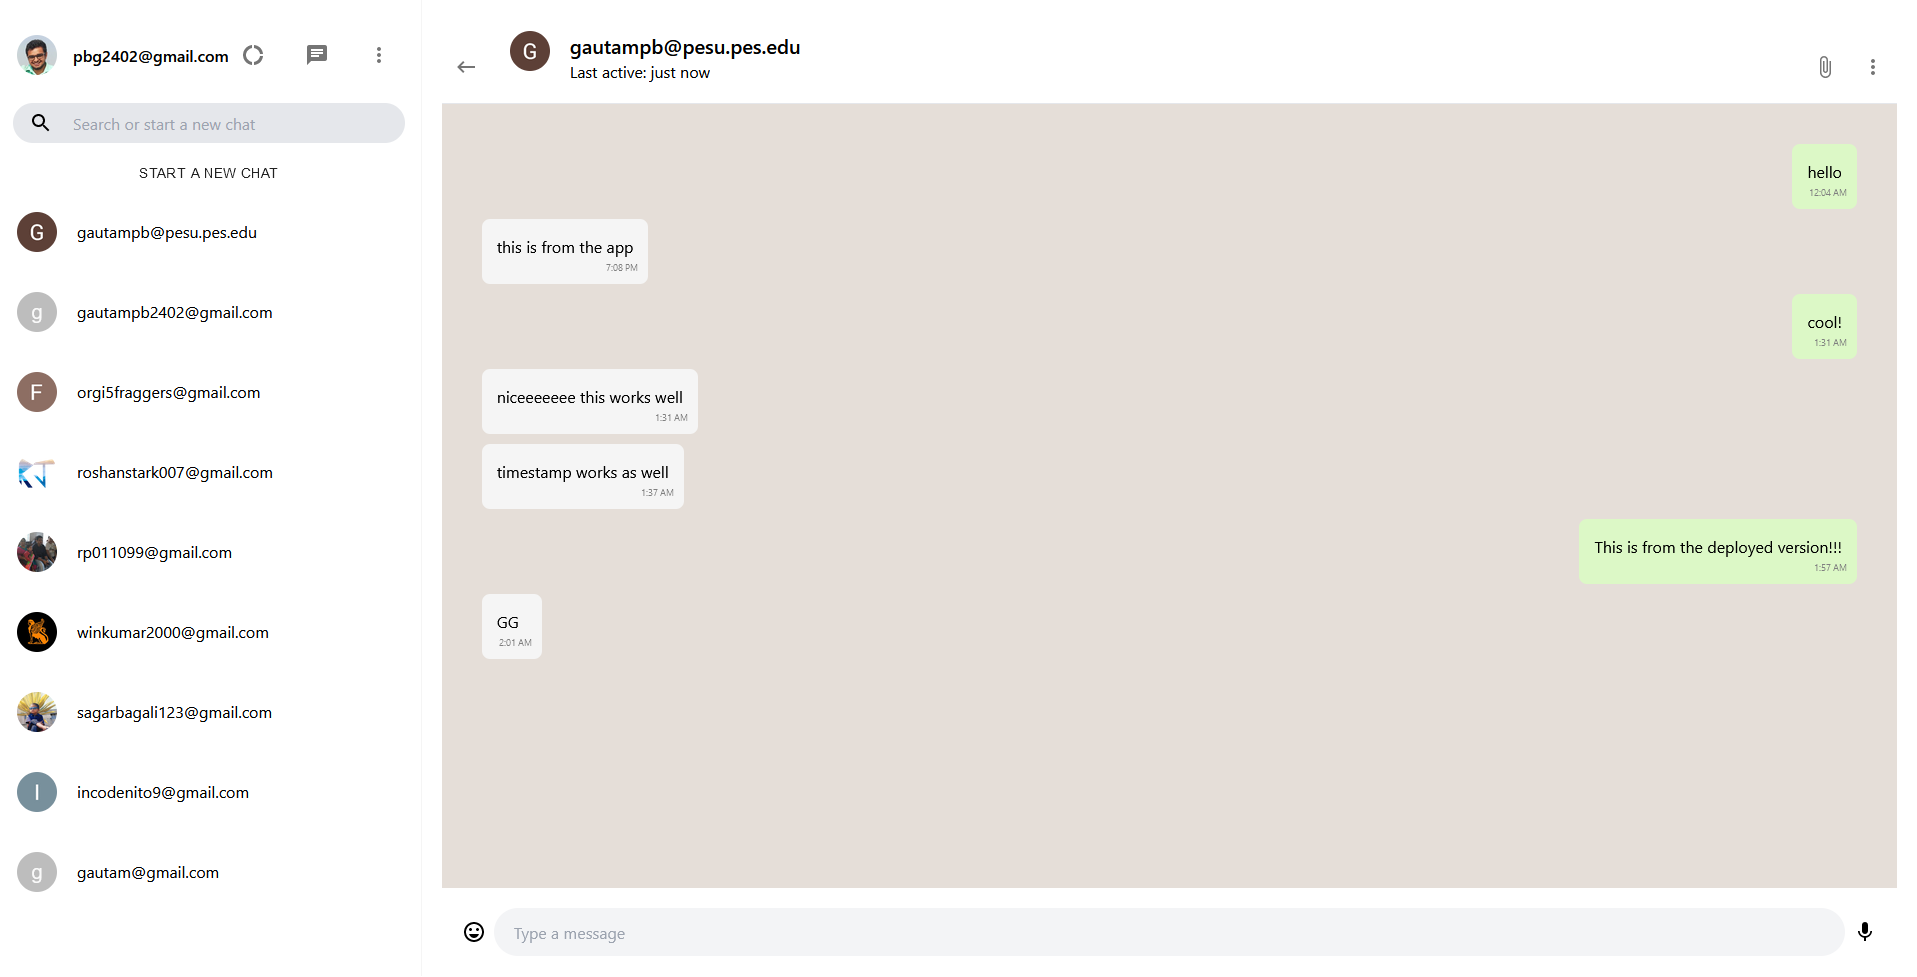 pbg2402@gmail.com
Search or start a new chat
START A NEW CHAT
G
gautampb@pesu.pes.edu
g
gautampb2402@gmail.com
F
orgi5fraggers@gmail.com
roshanstark007@gmail.com
rp011099@gmail.com
winkumar2000@gmail.com
sagarbagali123@gmail.com
I
incodenito9@gmail.com
g
gautam@gmail.com
G
gautampb@pesu.pes.edu
Last active: just now
hello
12:04 AM
this is from the app
7:08 PM
cool!
1:31 AM
niceeeeeee this works well
1:31 AM
timestamp works as well
1:37 AM
This is from the deployed version!!!
1:57 AM
GG
2:01 AM
Type a message